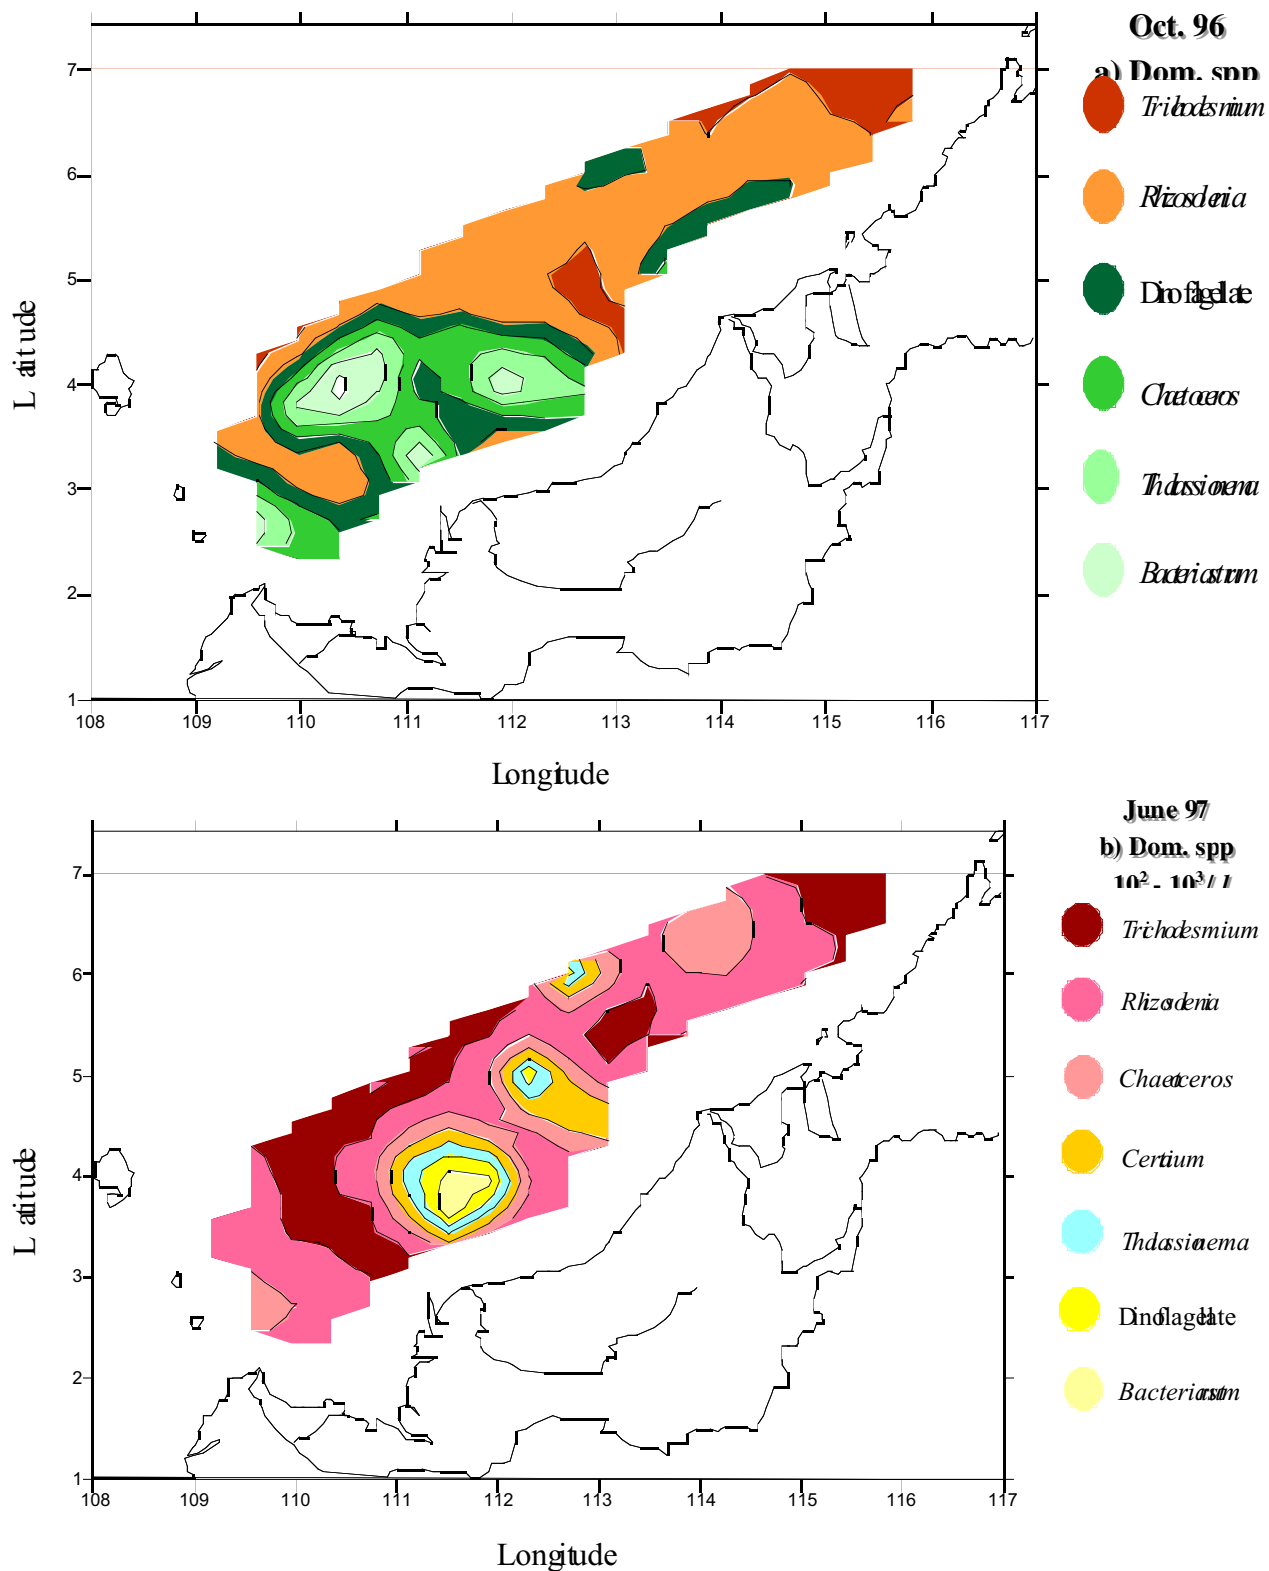 Oct. 96
a) Dom. spp
Trichodesmium
Rhizosolenia
Dinoflagellate
Chaetoceros
Thalassionema
Bacteriastrum
7
6
5
4
3
2
1
Latitude
108 109 110 111 112 113 114 115 116 117
Longitude
June 97
b) Dom. spp
10² - 10³/ l
Trichodesmium
Rhizosolenia
Chaetoceros
Certium
Thalassionema
Dinoflagellate
Bacteriastrum
7
6
5
4
3
2
1
Latitude
108 109 110 111 112 113 114 115 116 117
Longitude